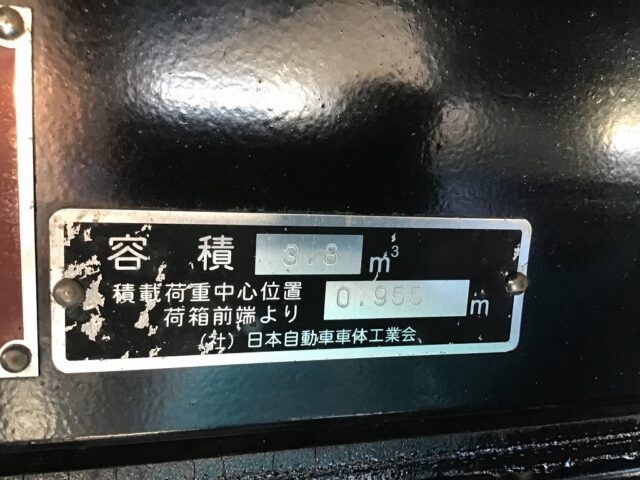 容積 3.8 m³
積載荷重中心位置 0.955 m
荷箱前端より
（社）日本自動車車体工業会